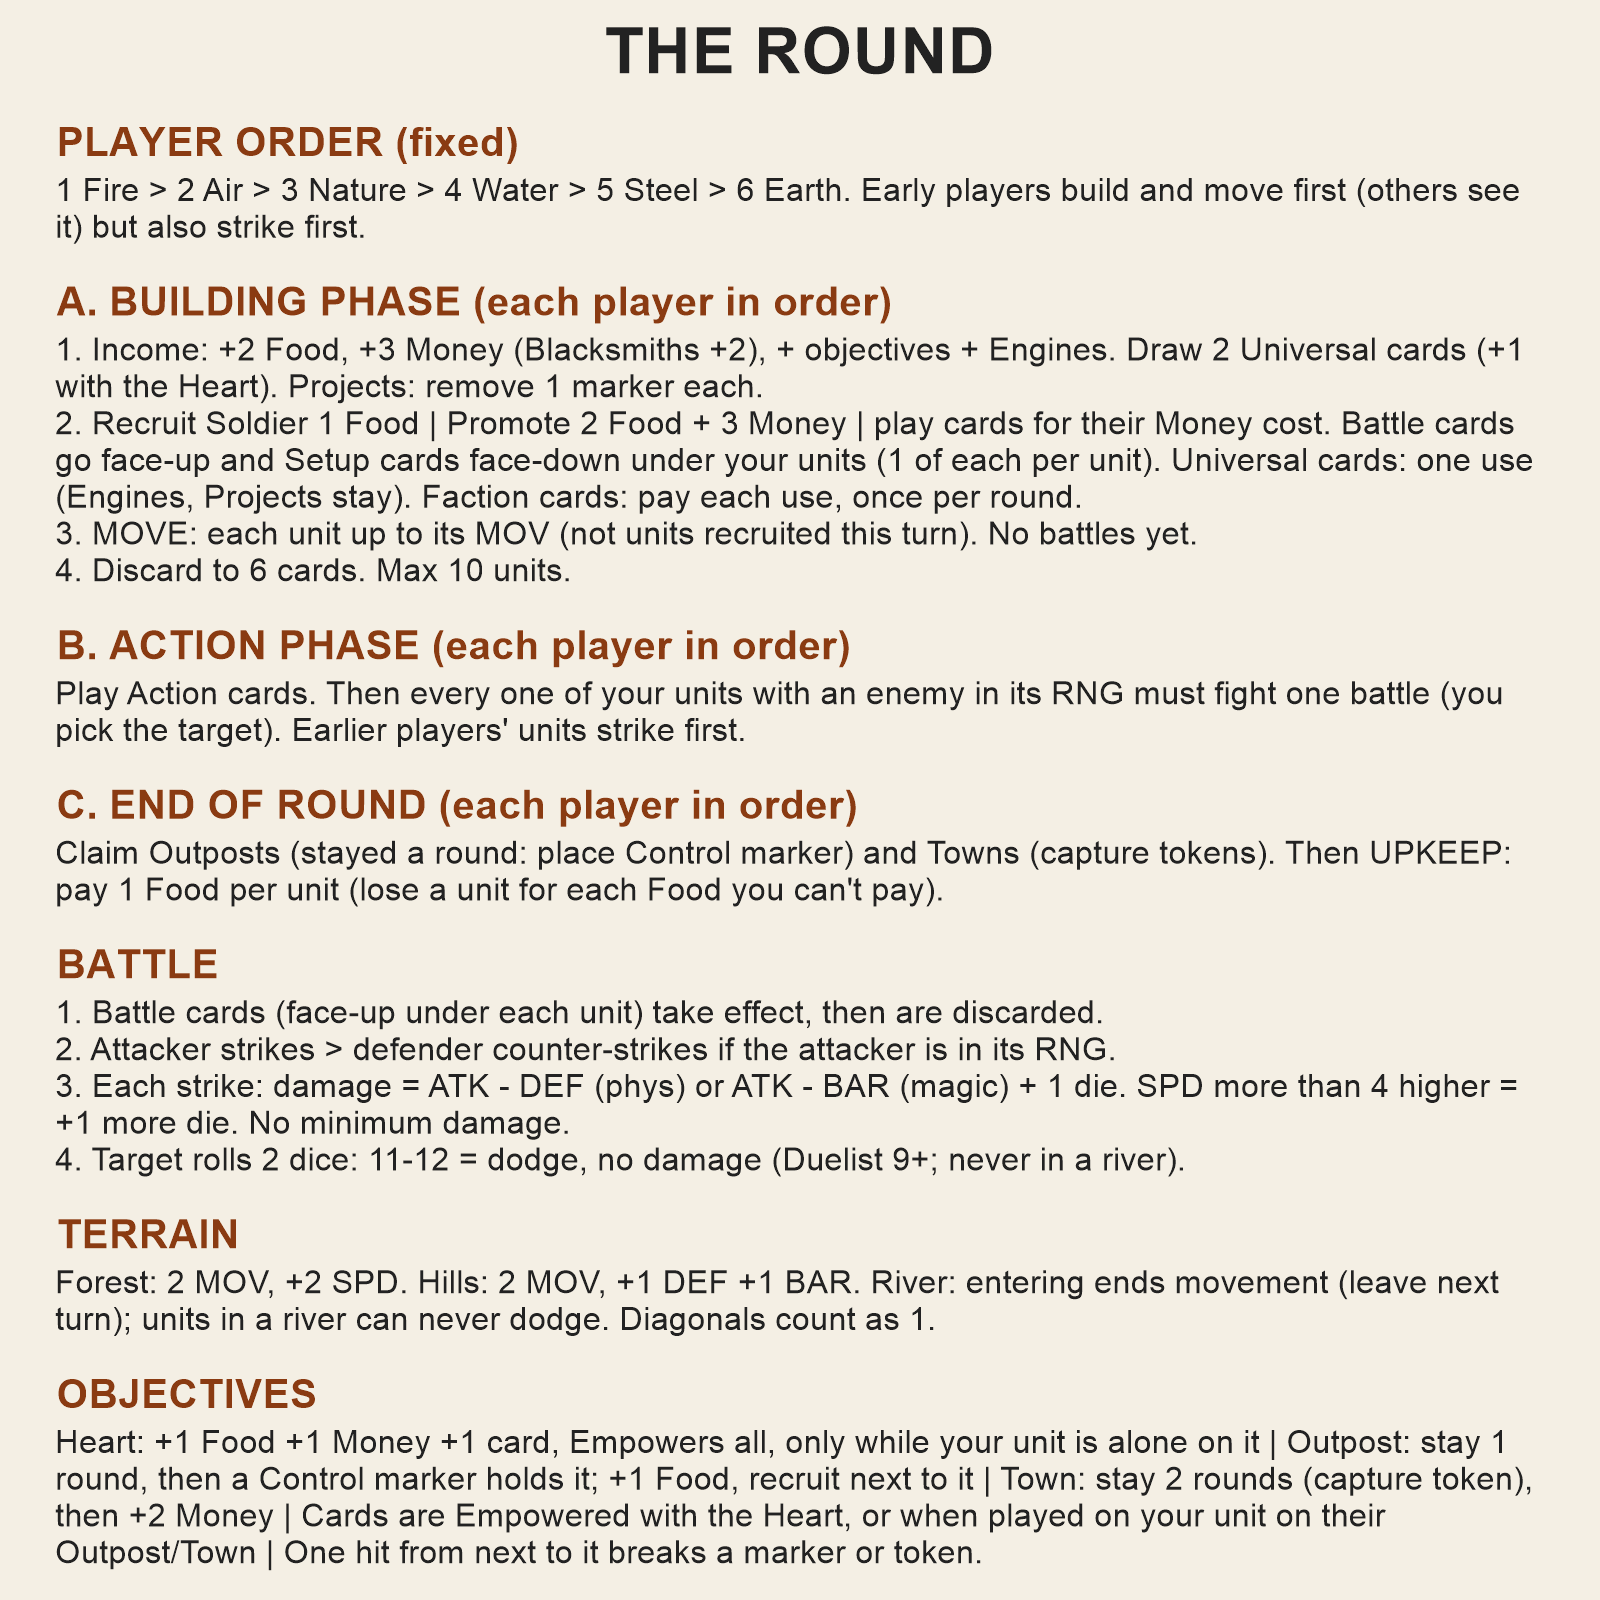 THE ROUND
PLAYER ORDER (fixed)
1 Fire > 2 Air > 3 Nature > 4 Water > 5 Steel > 6 Earth. Early players build and move first (others see
it) but also strike first.
A. BUILDING PHASE (each player in order)
1. Income: +2 Food, +3 Money (Blacksmiths +2), + objectives + Engines. Draw 2 Universal cards (+1
with the Heart). Projects: remove 1 marker each.
2. Recruit Soldier 1 Food | Promote 2 Food + 3 Money | play cards for their Money cost. Battle cards
go face-up and Setup cards face-down under your units (1 of each per unit). Universal cards: one use
(Engines, Projects stay). Faction cards: pay each use, once per round.
3. MOVE: each unit up to its MOV (not units recruited this turn). No battles yet.
4. Discard to 6 cards. Max 10 units.
B. ACTION PHASE (each player in order)
Play Action cards. Then every one of your units with an enemy in its RNG must fight one battle (you
pick the target). Earlier players' units strike first.
C. END OF ROUND (each player in order)
Claim Outposts (stayed a round: place Control marker) and Towns (capture tokens). Then UPKEEP:
pay 1 Food per unit (lose a unit for each Food you can't pay).
BATTLE
1. Battle cards (face-up under each unit) take effect, then are discarded.
2. Attacker strikes > defender counter-strikes if the attacker is in its RNG.
3. Each strike: damage = ATK - DEF (phys) or ATK - BAR (magic) + 1 die. SPD more than 4 higher =
+1 more die. No minimum damage.
4. Target rolls 2 dice: 11-12 = dodge, no damage (Duelist 9+; never in a river).
TERRAIN
Forest: 2 MOV, +2 SPD. Hills: 2 MOV, +1 DEF +1 BAR. River: entering ends movement (leave next
turn); units in a river can never dodge. Diagonals count as 1.
OBJECTIVES
Heart: +1 Food +1 Money +1 card, Empowers all, only while your unit is alone on it | Outpost: stay 1
round, then a Control marker holds it; +1 Food, recruit next to it | Town: stay 2 rounds (capture token),
then +2 Money | Cards are Empowered with the Heart, or when played on your unit on their
Outpost/Town | One hit from next to it breaks a marker or token.